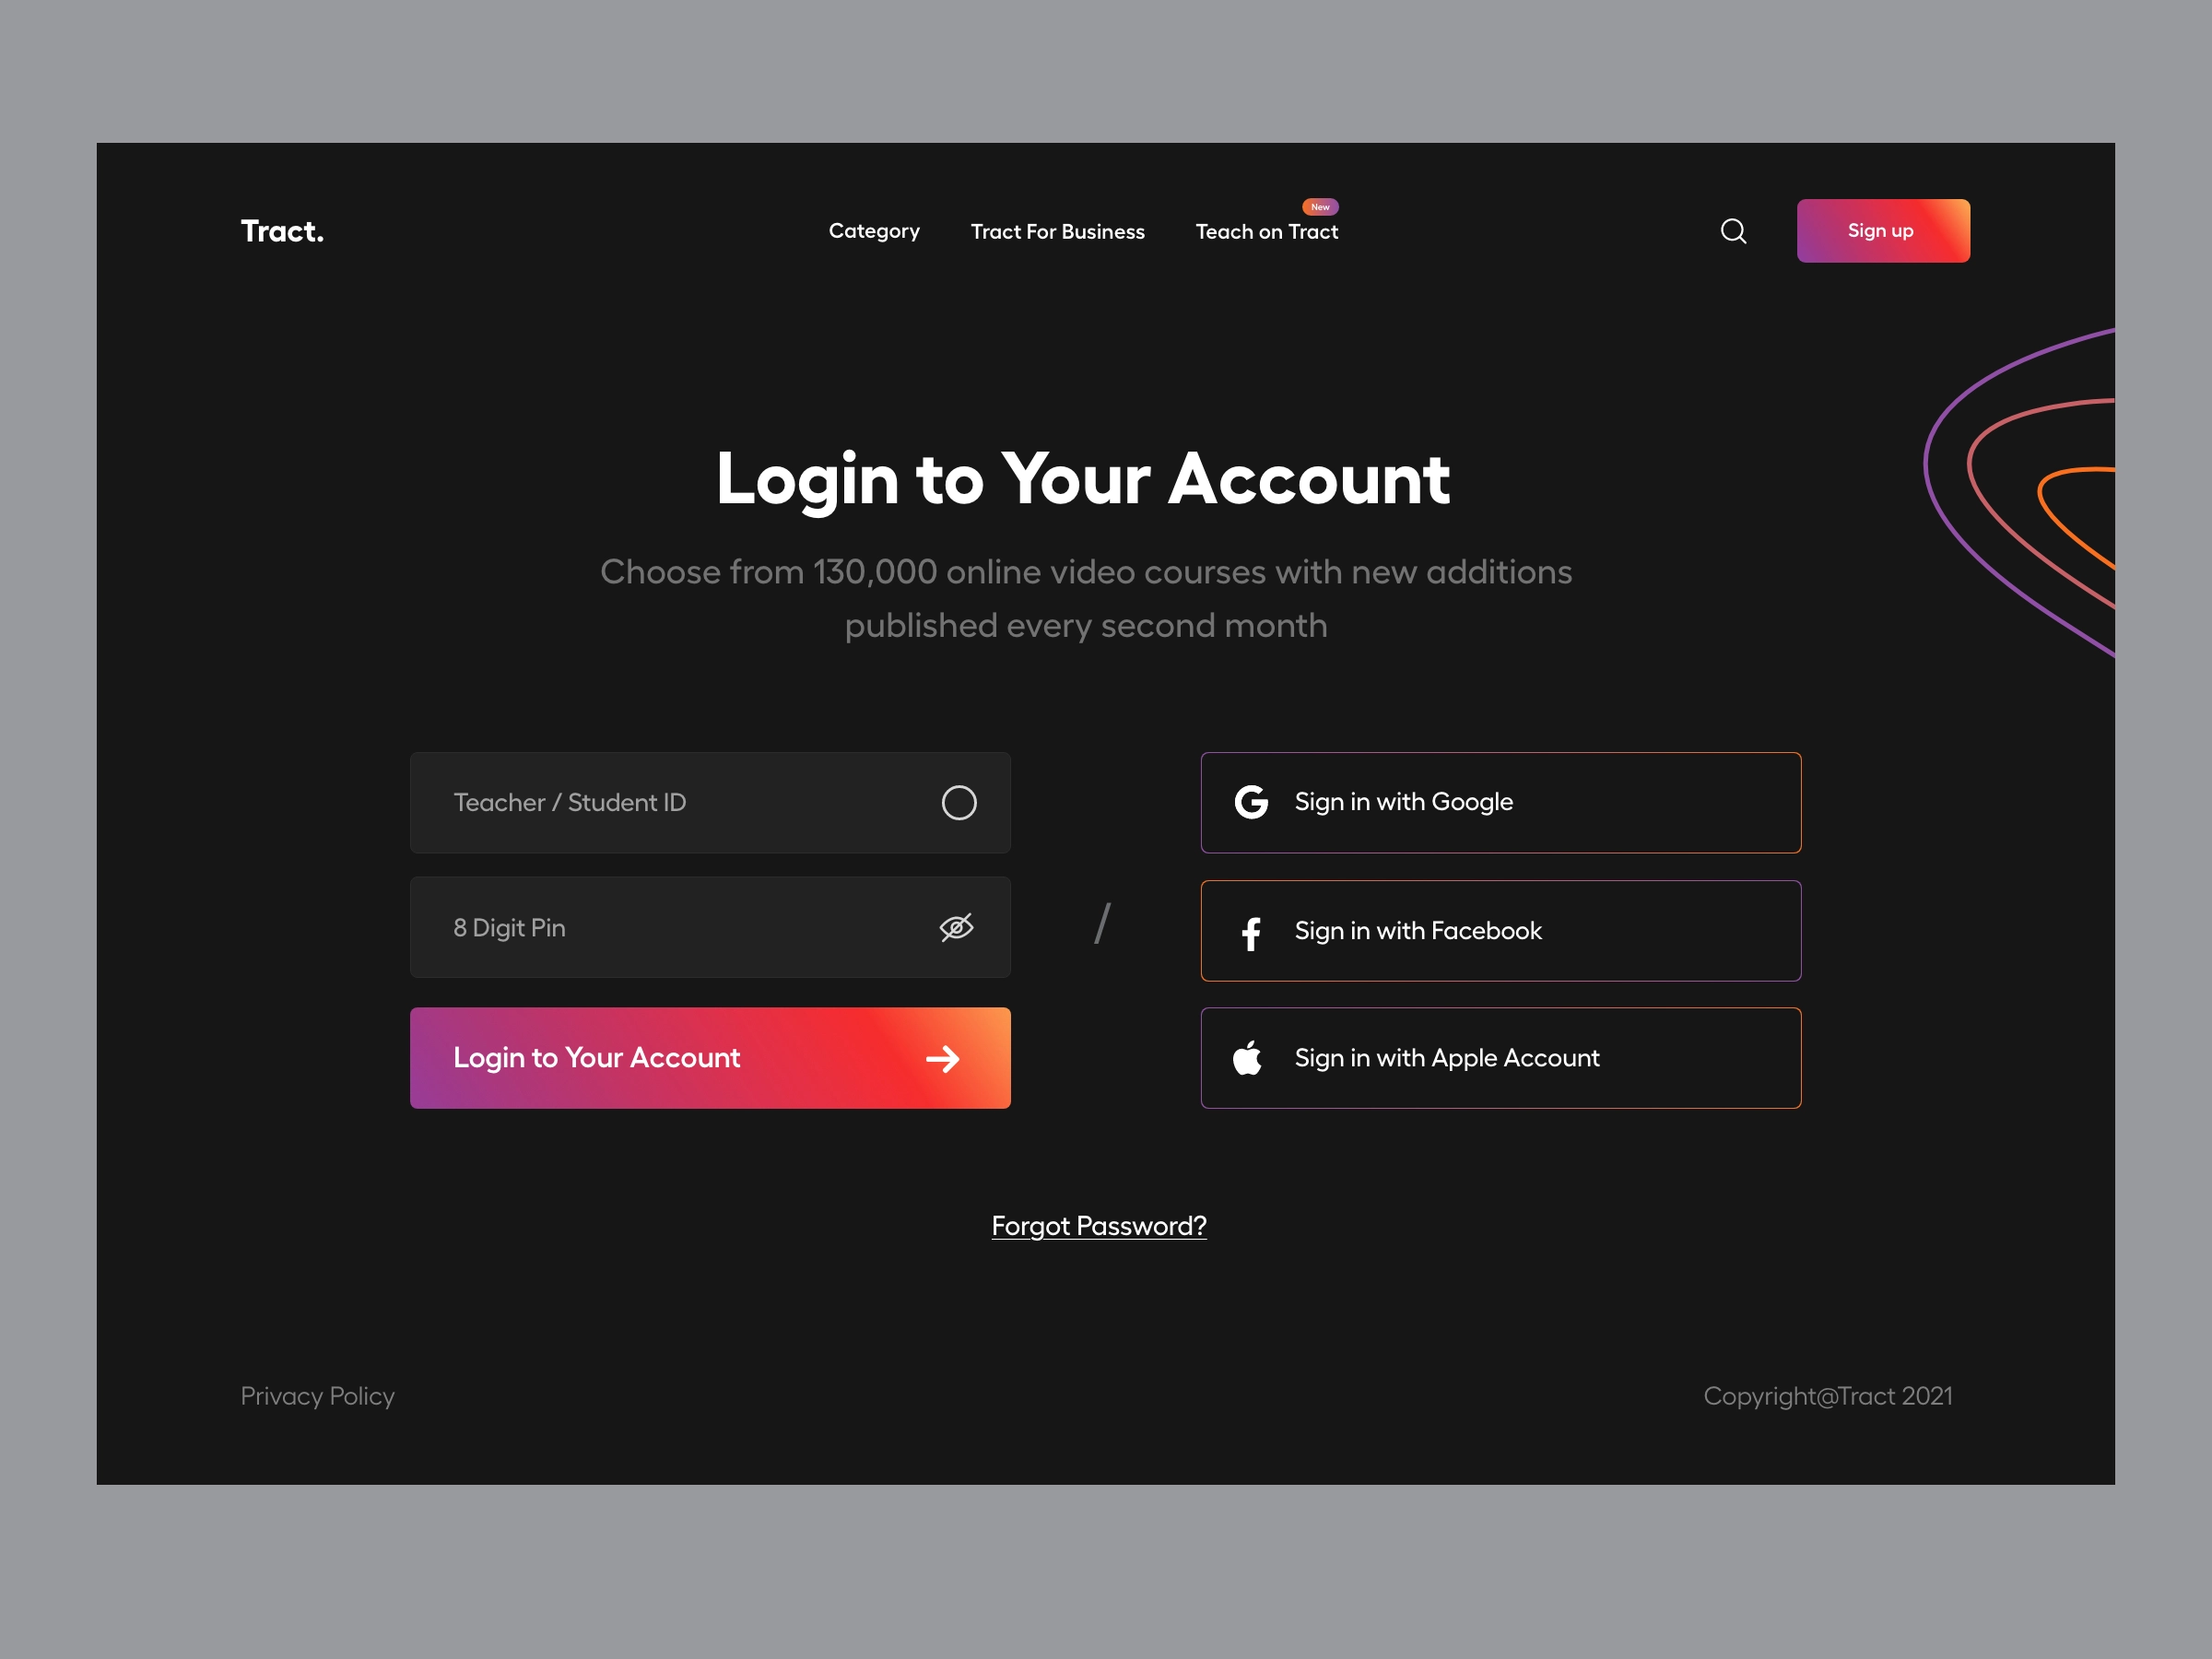 Tract.
Category
Tract For Business
Teach on Tract
New
Sign up
Login to Your Account
Choose from 130,000 online video courses with new additions
published every second month
Teacher / Student ID
8 Digit Pin
Login to Your Account
/
Sign in with Google
Sign in with Facebook
Sign in with Apple Account
Forgot Password?
Privacy Policy
Copyright@Tract 2021